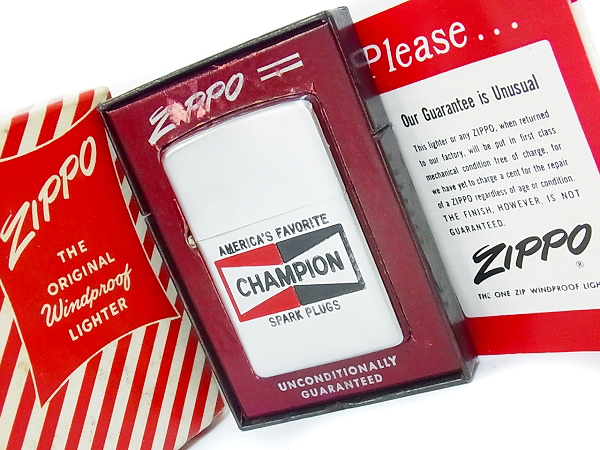 ZIPPO
THE
ORIGINAL
Windproof
LIGHTER
ZIPPO
AMERICA'S FAVORITE
CHAMPION
SPARK PLUGS
UNCONDITIONALLY
GUARANTEED
Please...
Our Guarantee is Unusual
This lighter or any ZIPPO, when returned
to our factory, will be put in first class
mechanical condition free of charge, for
we have yet to charge a cent for the repair
of a ZIPPO regardless of age or condition.
THE FINISH, HOWEVER, IS NOT
GUARANTEED.
ZIPPO
®
THE ONE ZIP WINDPROOF LIGH